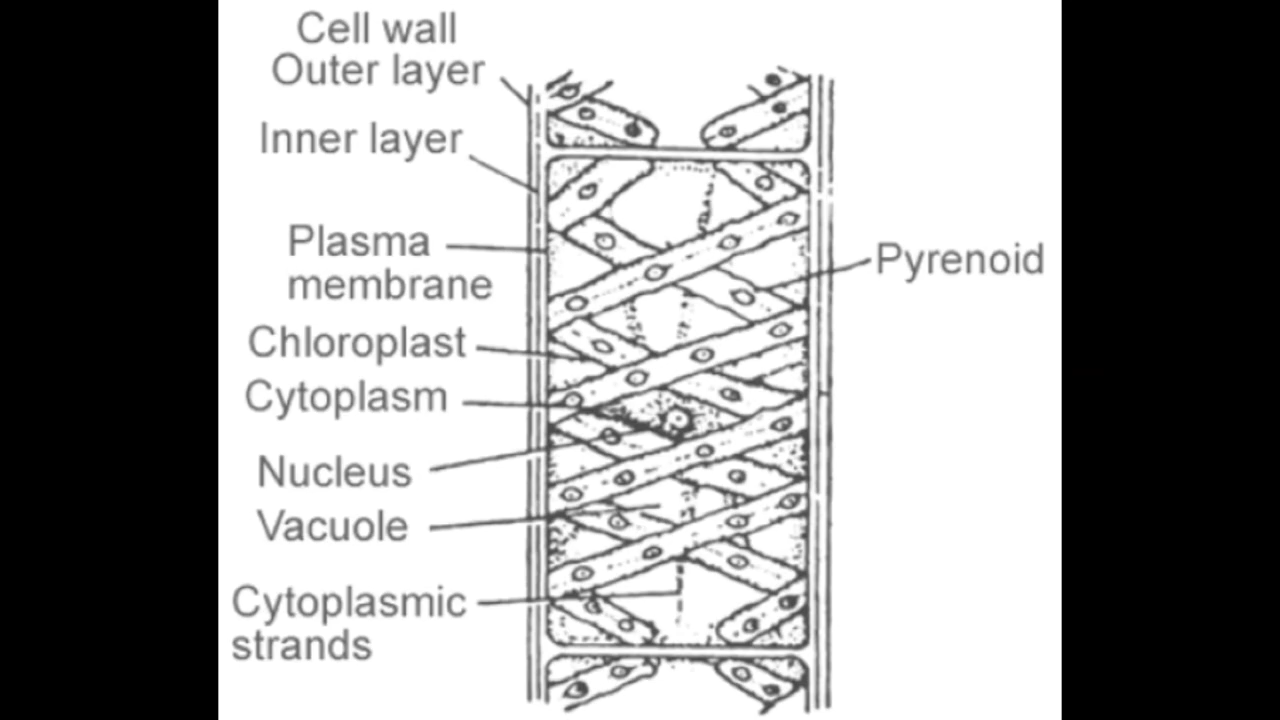 Cell wall
Outer layer
Inner layer
Plasma
membrane
Pyrenoid
Chloroplast
Cytoplasm
Nucleus
Vacuole
Cytoplasmic
strands